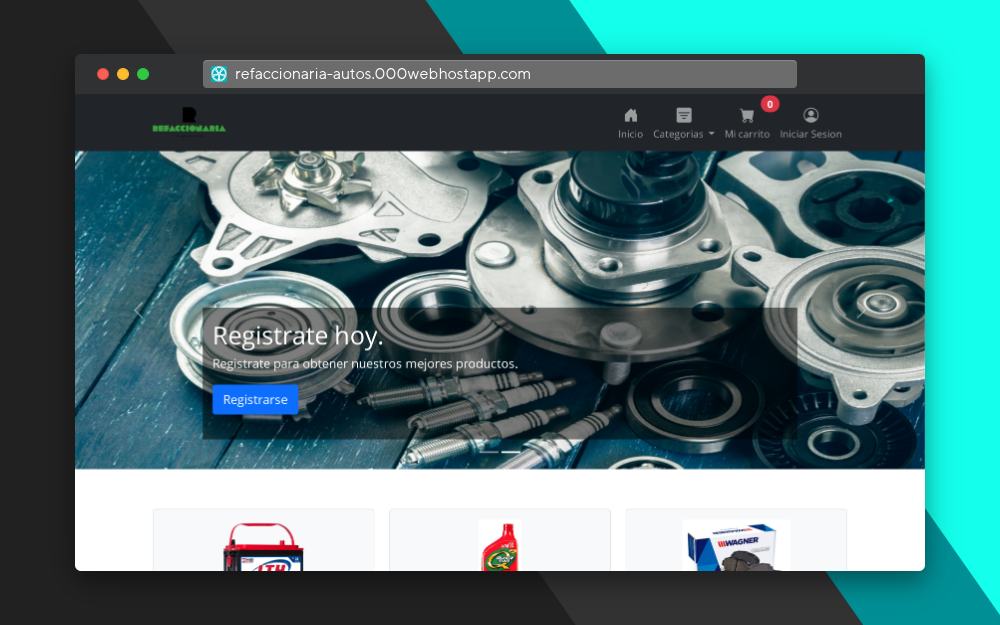 refaccionaria-autos.000webhostapp.com
R
REFACCIONARIA
0
Inicio
Categorias
Mi carrito
Iniciar Sesion
Registrate hoy.
Registrate para obtener nuestros mejores productos.
Registrarse
LTH
WAGNER